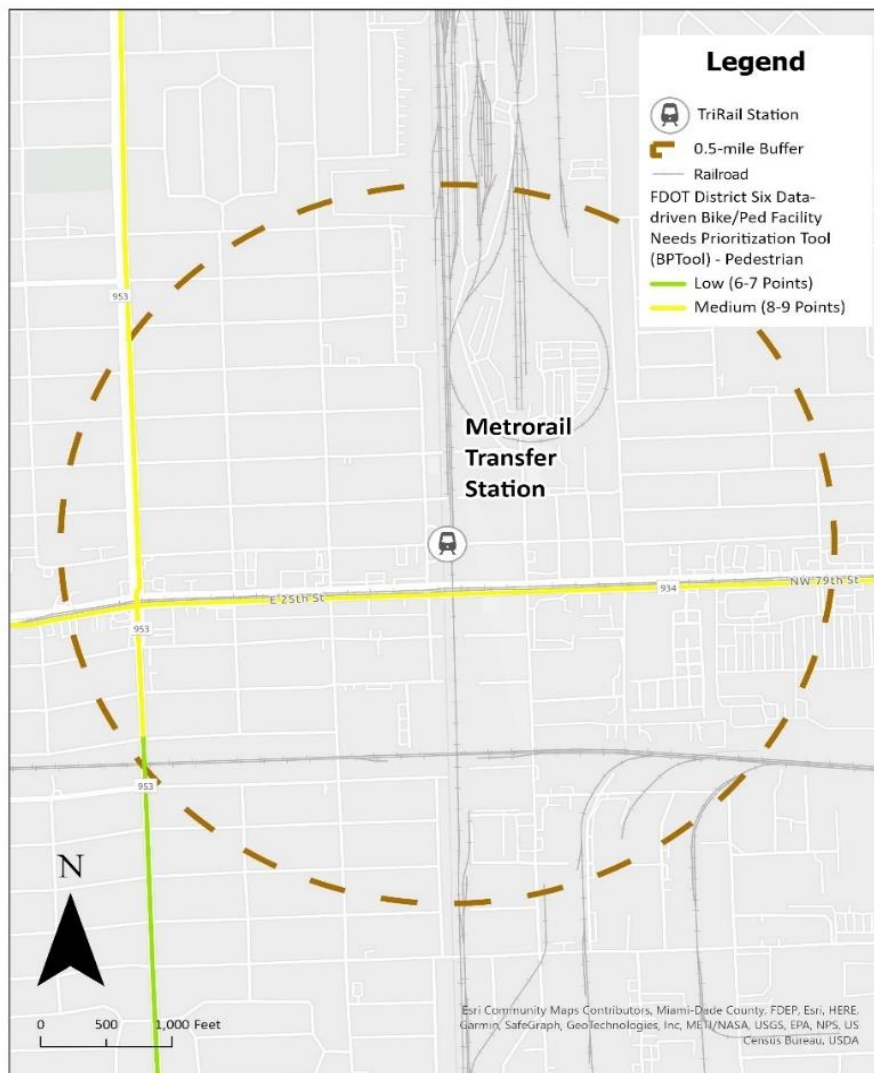 Legend
TriRail Station
0.5-mile Buffer
Railroad
FDOT District Six Data-
driven Bike/Ped Facility
Needs Prioritization Tool
(BPTool) - Pedestrian
Low (6-7 Points)
Medium (8-9 Points)
953
Metrorail
Transfer
Station
934
NW 79th St
E 25th St
953
953
N
0 500 1,000 Feet
Esri Community Maps Contributors, Miami-Dade County, FDEP, Esri, HERE,
Garmin, SafeGraph, GeoTechnologies, Inc, METI/NASA, USGS, EPA, NPS, US
Census Bureau, USDA